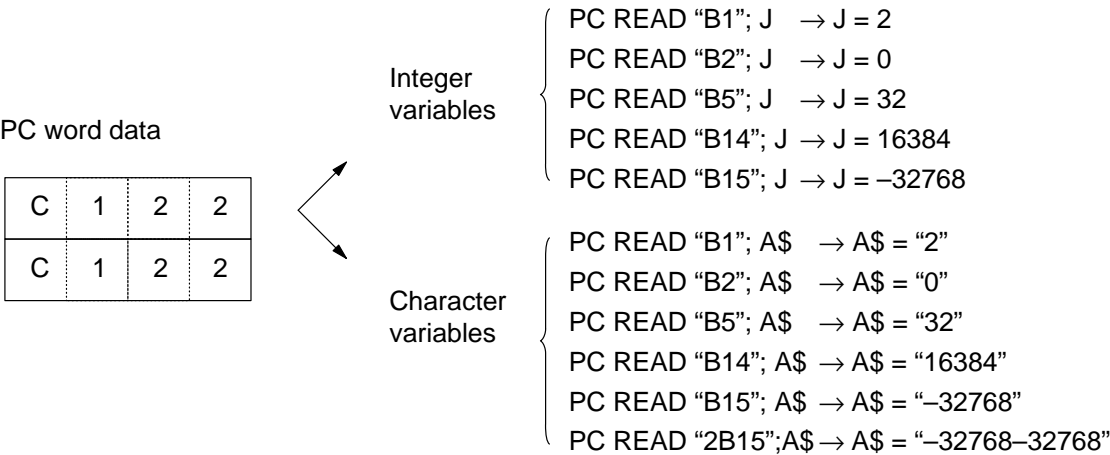 PC word data
C 1 2 2
C 1 2 2
Integer
variables
PC READ “B1”; J → J = 2
PC READ “B2”; J → J = 0
PC READ “B5”; J → J = 32
PC READ “B14”; J → J = 16384
PC READ “B15”; J → J = –32768
Character
variables
PC READ “B1”; A$ → A$ = “2”
PC READ “B2”; A$ → A$ = “0”
PC READ “B5”; A$ → A$ = “32”
PC READ “B14”; A$ → A$ = “16384”
PC READ “B15”; A$ → A$ = “–32768”
PC READ “2B15”;A$ → A$ = “–32768–32768”